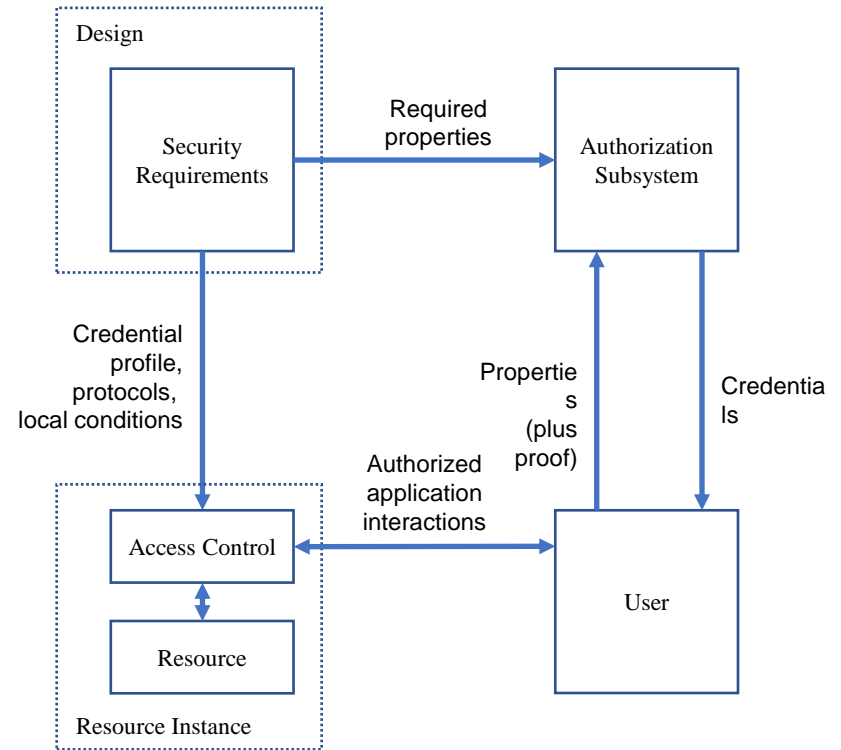 Design
Security
Requirements
Required
properties
Authorization
Subsystem
Credential
profile,
protocols,
local conditions
Propertie
s
(plus
proof)
Credentia
ls
Authorized
application
interactions
Access Control
User
Resource
Resource Instance